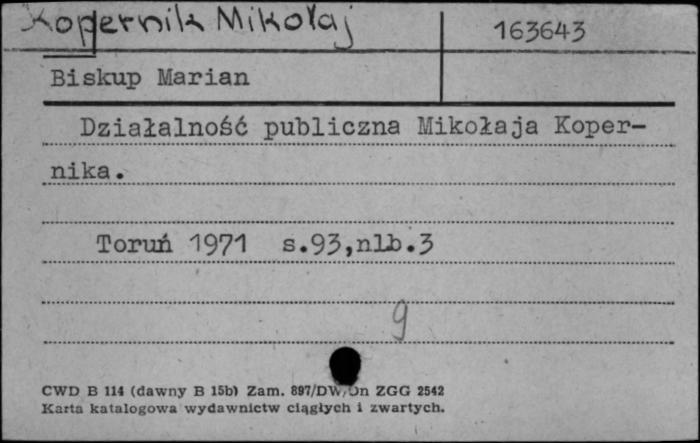 Kopernik Mikołaj
163643
Biskup Marian
Działalność publiczna Mikołaja Koper-
nika.
Toruń 1971 s.93,nlb.3
9
CWD B 114 (dawny B 15b) Zam. 897/DW/Dn ZGG 2542
Karta katalogowa wydawnictw ciągłych i zwartych.